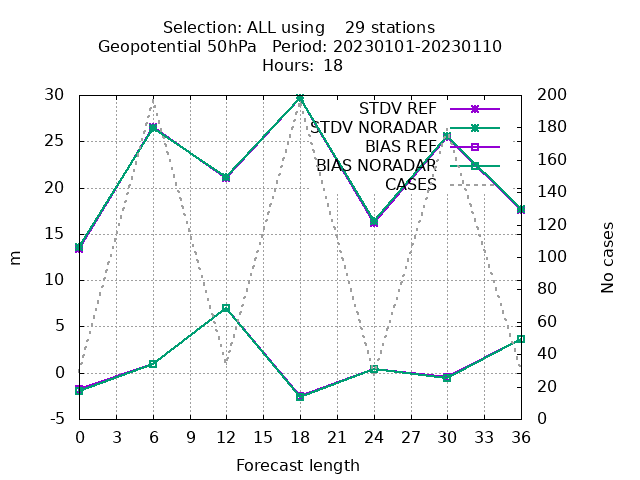 Selection: ALL using    29 stations
Geopotential 50hPa   Period: 20230101-20230110
Hours: 18
STDV REF
STDV NORADAR
BIAS REF
BIAS NORADAR
CASES
30
25
20
15
10
5
0
-5
m
200
180
160
140
120
100
80
60
40
20
0
No cases
0 3 6 9 12 15 18 21 24 27 30 33 36
Forecast length